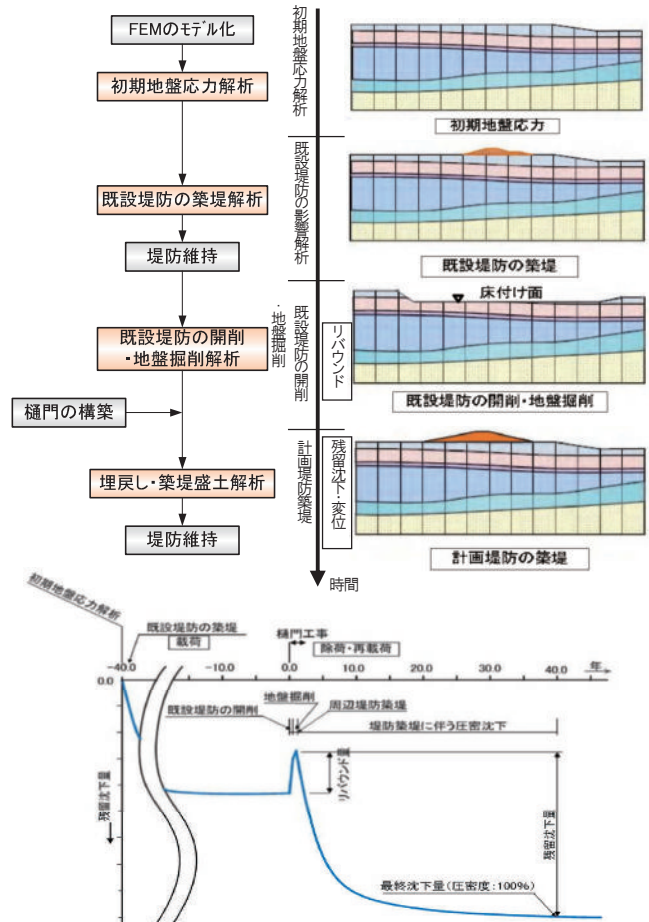 FEMのモデル化
初期地盤応力解析
既設堤防の築堤解析
堤防維持
既設堤防の開削
・地盤掘削解析
樋門の構築
埋戻し・築堤盛土解析
堤防維持
初期地盤応力解析
既設堤防の影響解析
既設堤防の開削
・地盤掘削
リバウンド
計画堤防築堤
残留沈下・変位
時間
初期地盤応力
既設堤防の築堤
床付け面
既設堤防の開削・地盤掘削
計画堤防の築堤
初期地盤応力解析
既設堤防の築堤
載荷
樋門工事
除荷・再載荷
-40.0
-10.0
0.0
10.0
20.0
40.0
年
0.0
地盤掘削
既設堤防の開削
周辺堤防築堤
堤防築堤に伴う圧密沈下
残留沈下量
リバウンド量
残留沈下量
最終沈下量(圧密度:100%)